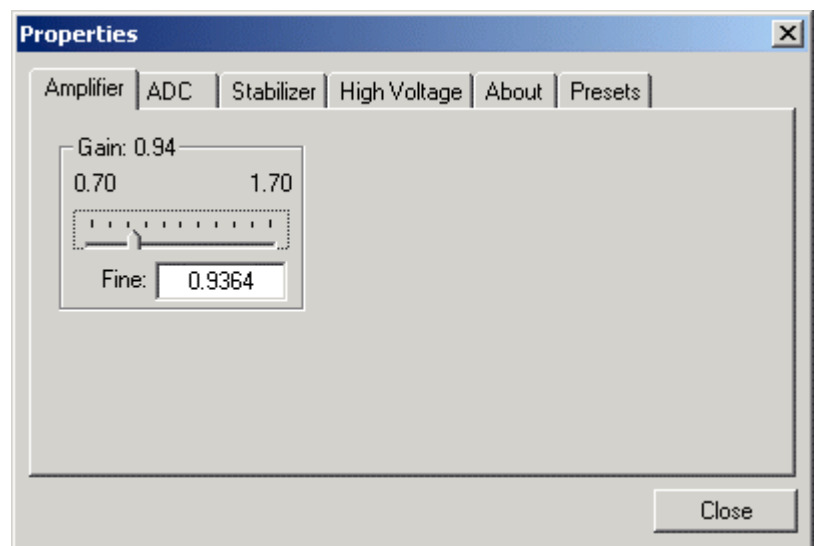 Properties
Amplifier ADC Stabilizer High Voltage About Presets
Gain: 0.94
0.70 1.70
Fine: 0.9364
Close